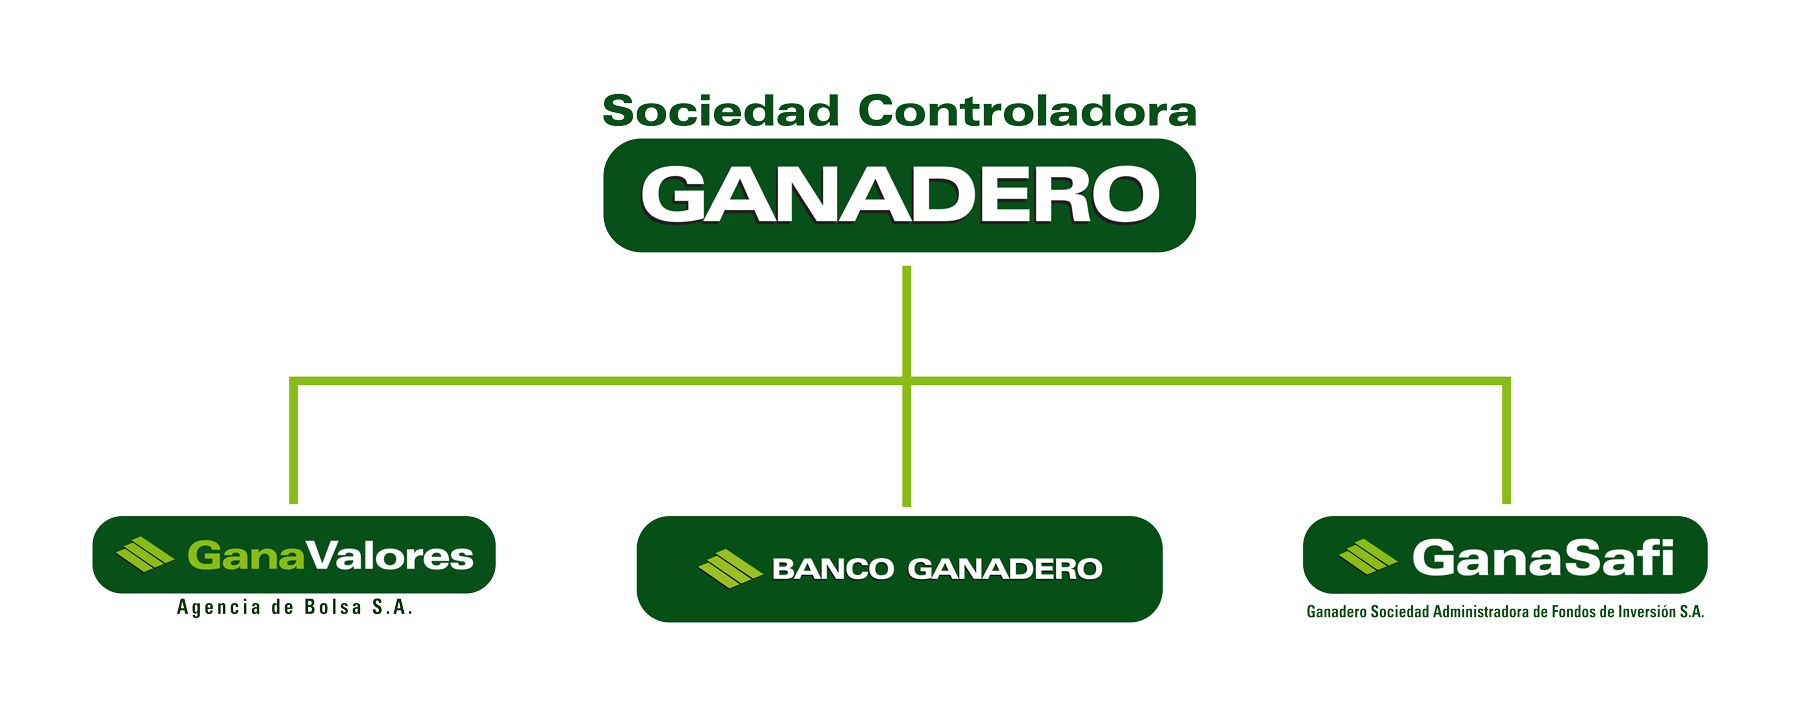 Sociedad Controladora
GANADERO
GanaValores
Agencia de Bolsa S.A.
BANCO GANADERO
GanaSafi
Ganadero Sociedad Administradora de Fondos de Inversión S.A.